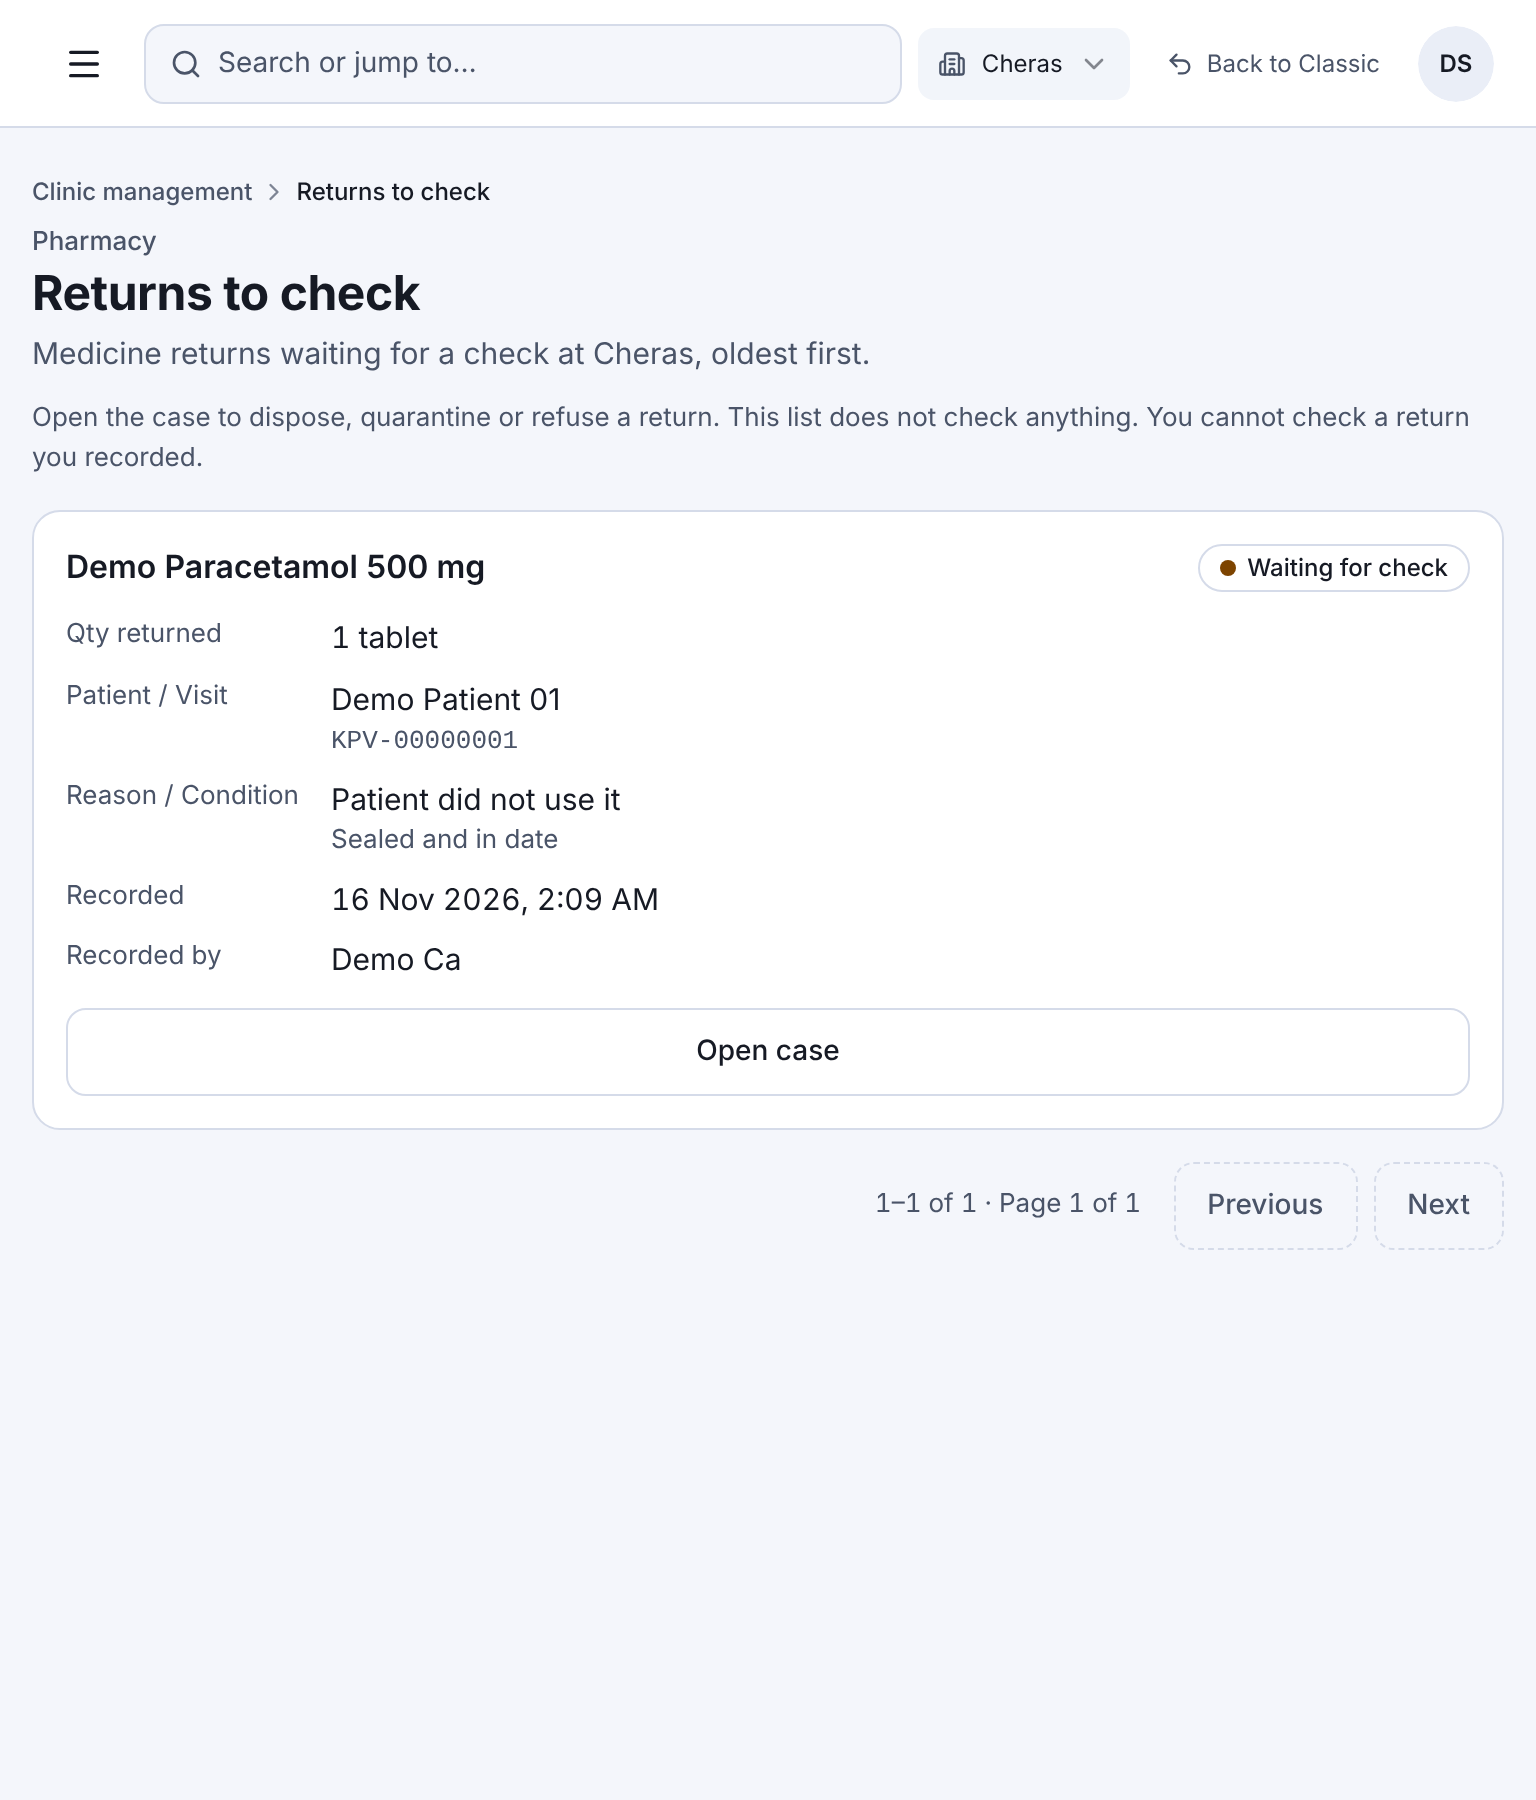 Search or jump to...
Cheras
Back to Classic
DS
Clinic management > Returns to check
Pharmacy
Returns to check
Medicine returns waiting for a check at Cheras, oldest first.
Open the case to dispose, quarantine or refuse a return. This list does not check anything. You cannot check a return
you recorded.
Demo Paracetamol 500 mg
Waiting for check
Qty returned 1 tablet
Patient / Visit Demo Patient 01
KPV-00000001
Reason / Condition Patient did not use it
Sealed and in date
Recorded 16 Nov 2026, 2:09 AM
Recorded by Demo Ca
Open case
1–1 of 1 · Page 1 of 1
Previous
Next